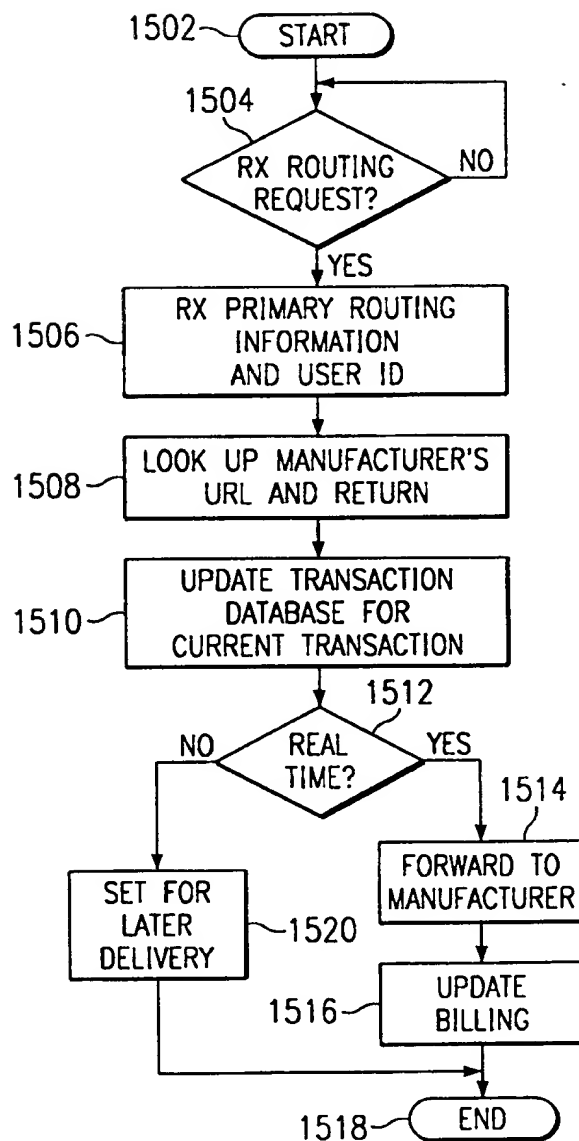 1502
START
1504
RX ROUTING
REQUEST?
NO
YES
1506
RX PRIMARY ROUTING
INFORMATION
AND USER ID
1508
LOOK UP MANUFACTURER'S
URL AND RETURN
1510
UPDATE TRANSACTION
DATABASE FOR
CURRENT TRANSACTION
1512
NO
REAL
TIME?
YES
1514
FORWARD TO
MANUFACTURER
SET FOR
LATER
DELIVERY
1520
1516
UPDATE
BILLING
1518
END